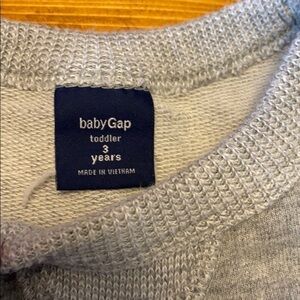 babyGap
toddler
3
years
MADE IN VIETNAM